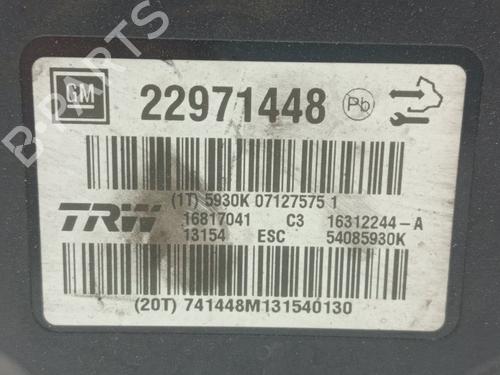 B-PARTS
GM 22971448 Pb
(1T) 5930K 07127575 1
TRW 16817041 C3 16312244-A
13154 ESC 54085930K
(20T) 741448M131540130